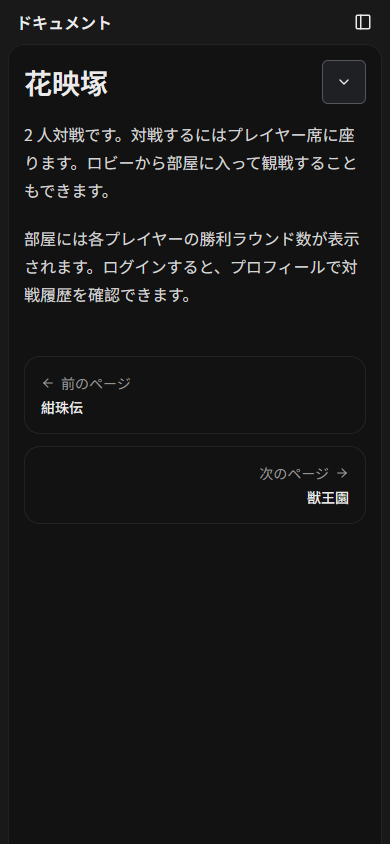 ドキュメント
花映塚
2 人対戦です。対戦するにはプレイヤー席に座
ります。ロビーから部屋に入って観戦すること
もできます。
部屋には各プレイヤーの勝利ラウンド数が表示
されます。ログインすると、プロフィールで対
戦履歴を確認できます。
← 前のページ
紺珠伝
次のページ →
獣王園